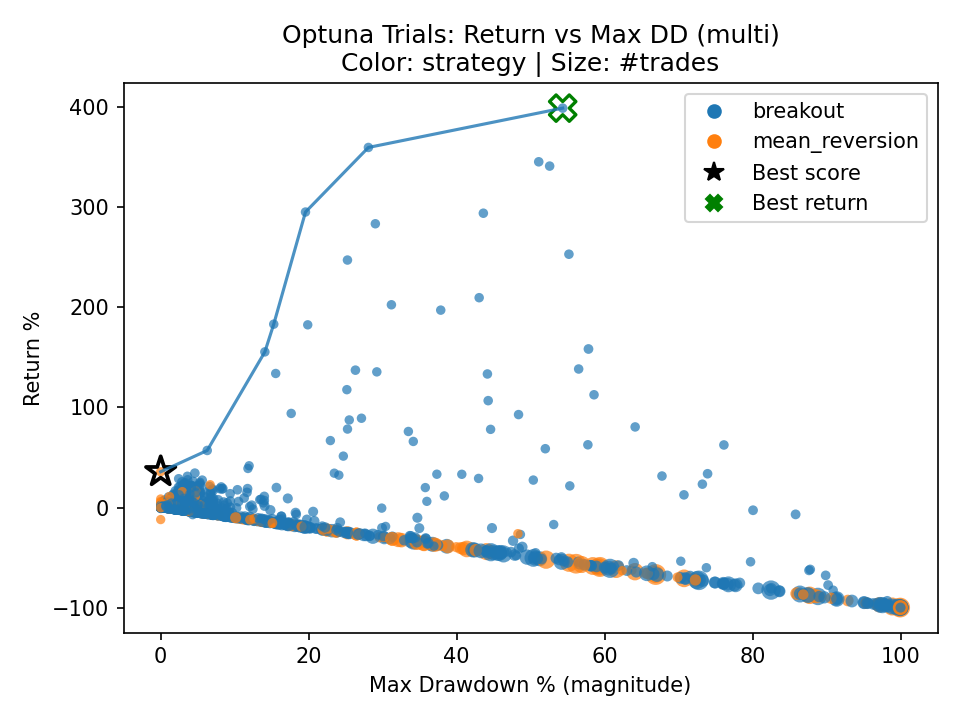 Optuna Trials: Return vs Max DD (multi)
Color: strategy | Size: #trades
400
300
200
100
0
−100
Return %
breakout
mean_reversion
Best score
Best return
0
20
40
60
80
100
Max Drawdown % (magnitude)